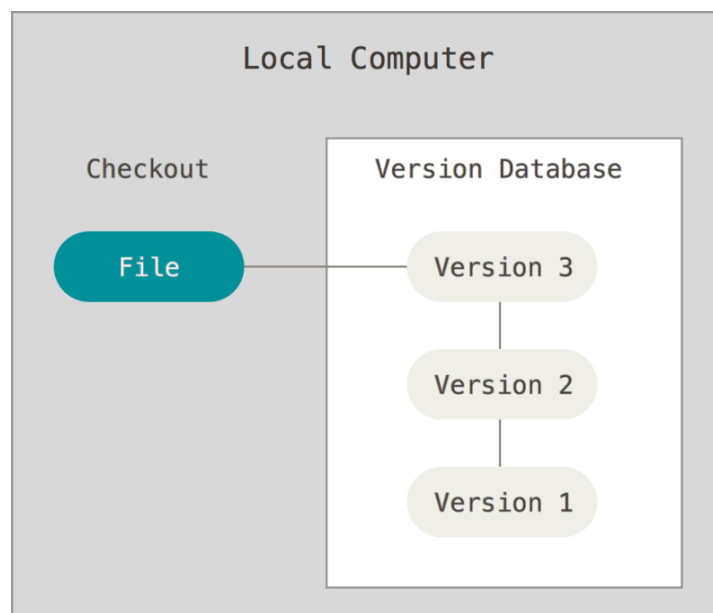 Local Computer
Checkout
Version Database
File
Version 3
Version 2
Version 1